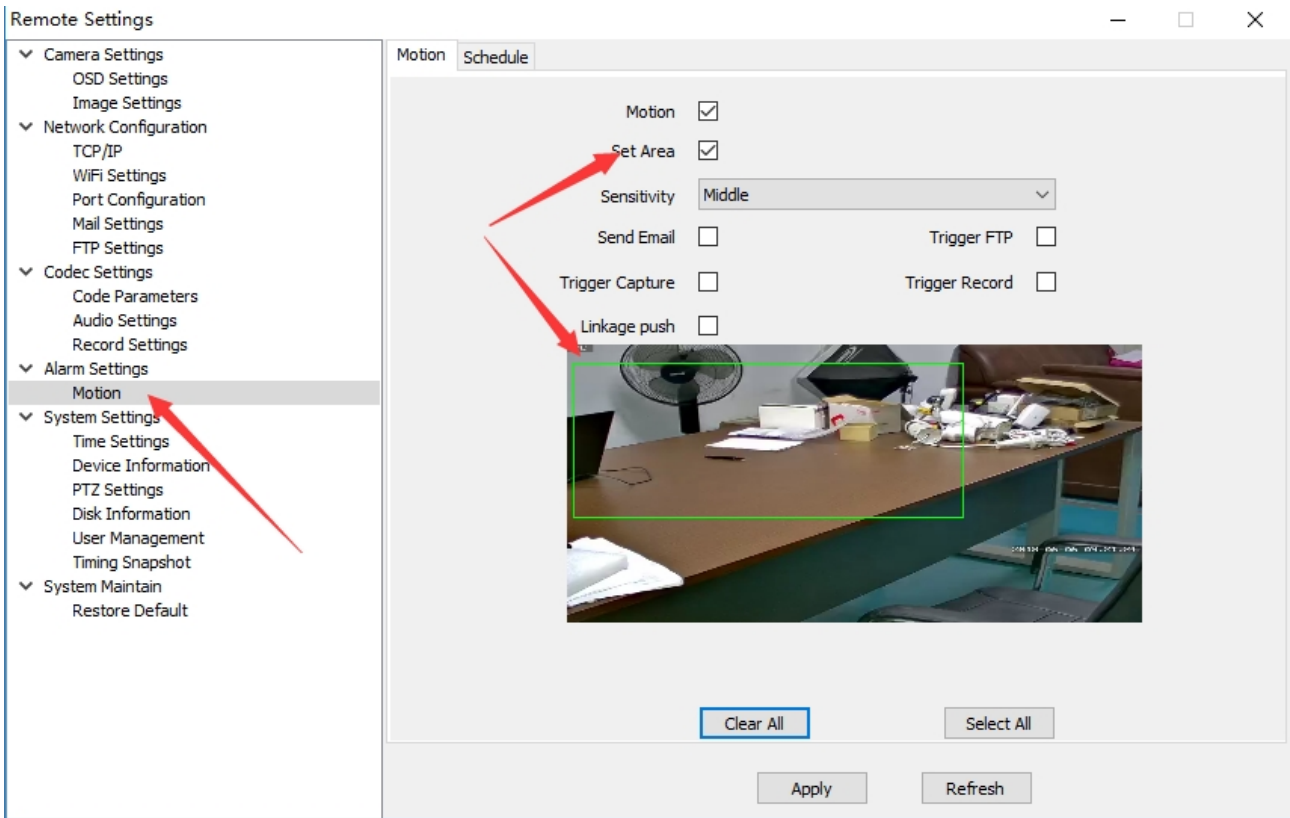 Remote Settings
Camera Settings
OSD Settings
Image Settings
Network Configuration
TCP/IP
WiFi Settings
Port Configuration
Mail Settings
FTP Settings
Codec Settings
Code Parameters
Audio Settings
Record Settings
Alarm Settings
Motion
System Settings
Time Settings
Device Information
PTZ Settings
Disk Information
User Management
Timing Snapshot
System Maintain
Restore Default
Motion Schedule
Motion
Set Area
Sensitivity Middle
Send Email Trigger FTP
Trigger Capture Trigger Record
Linkage push
Clear All Select All
Apply Refresh